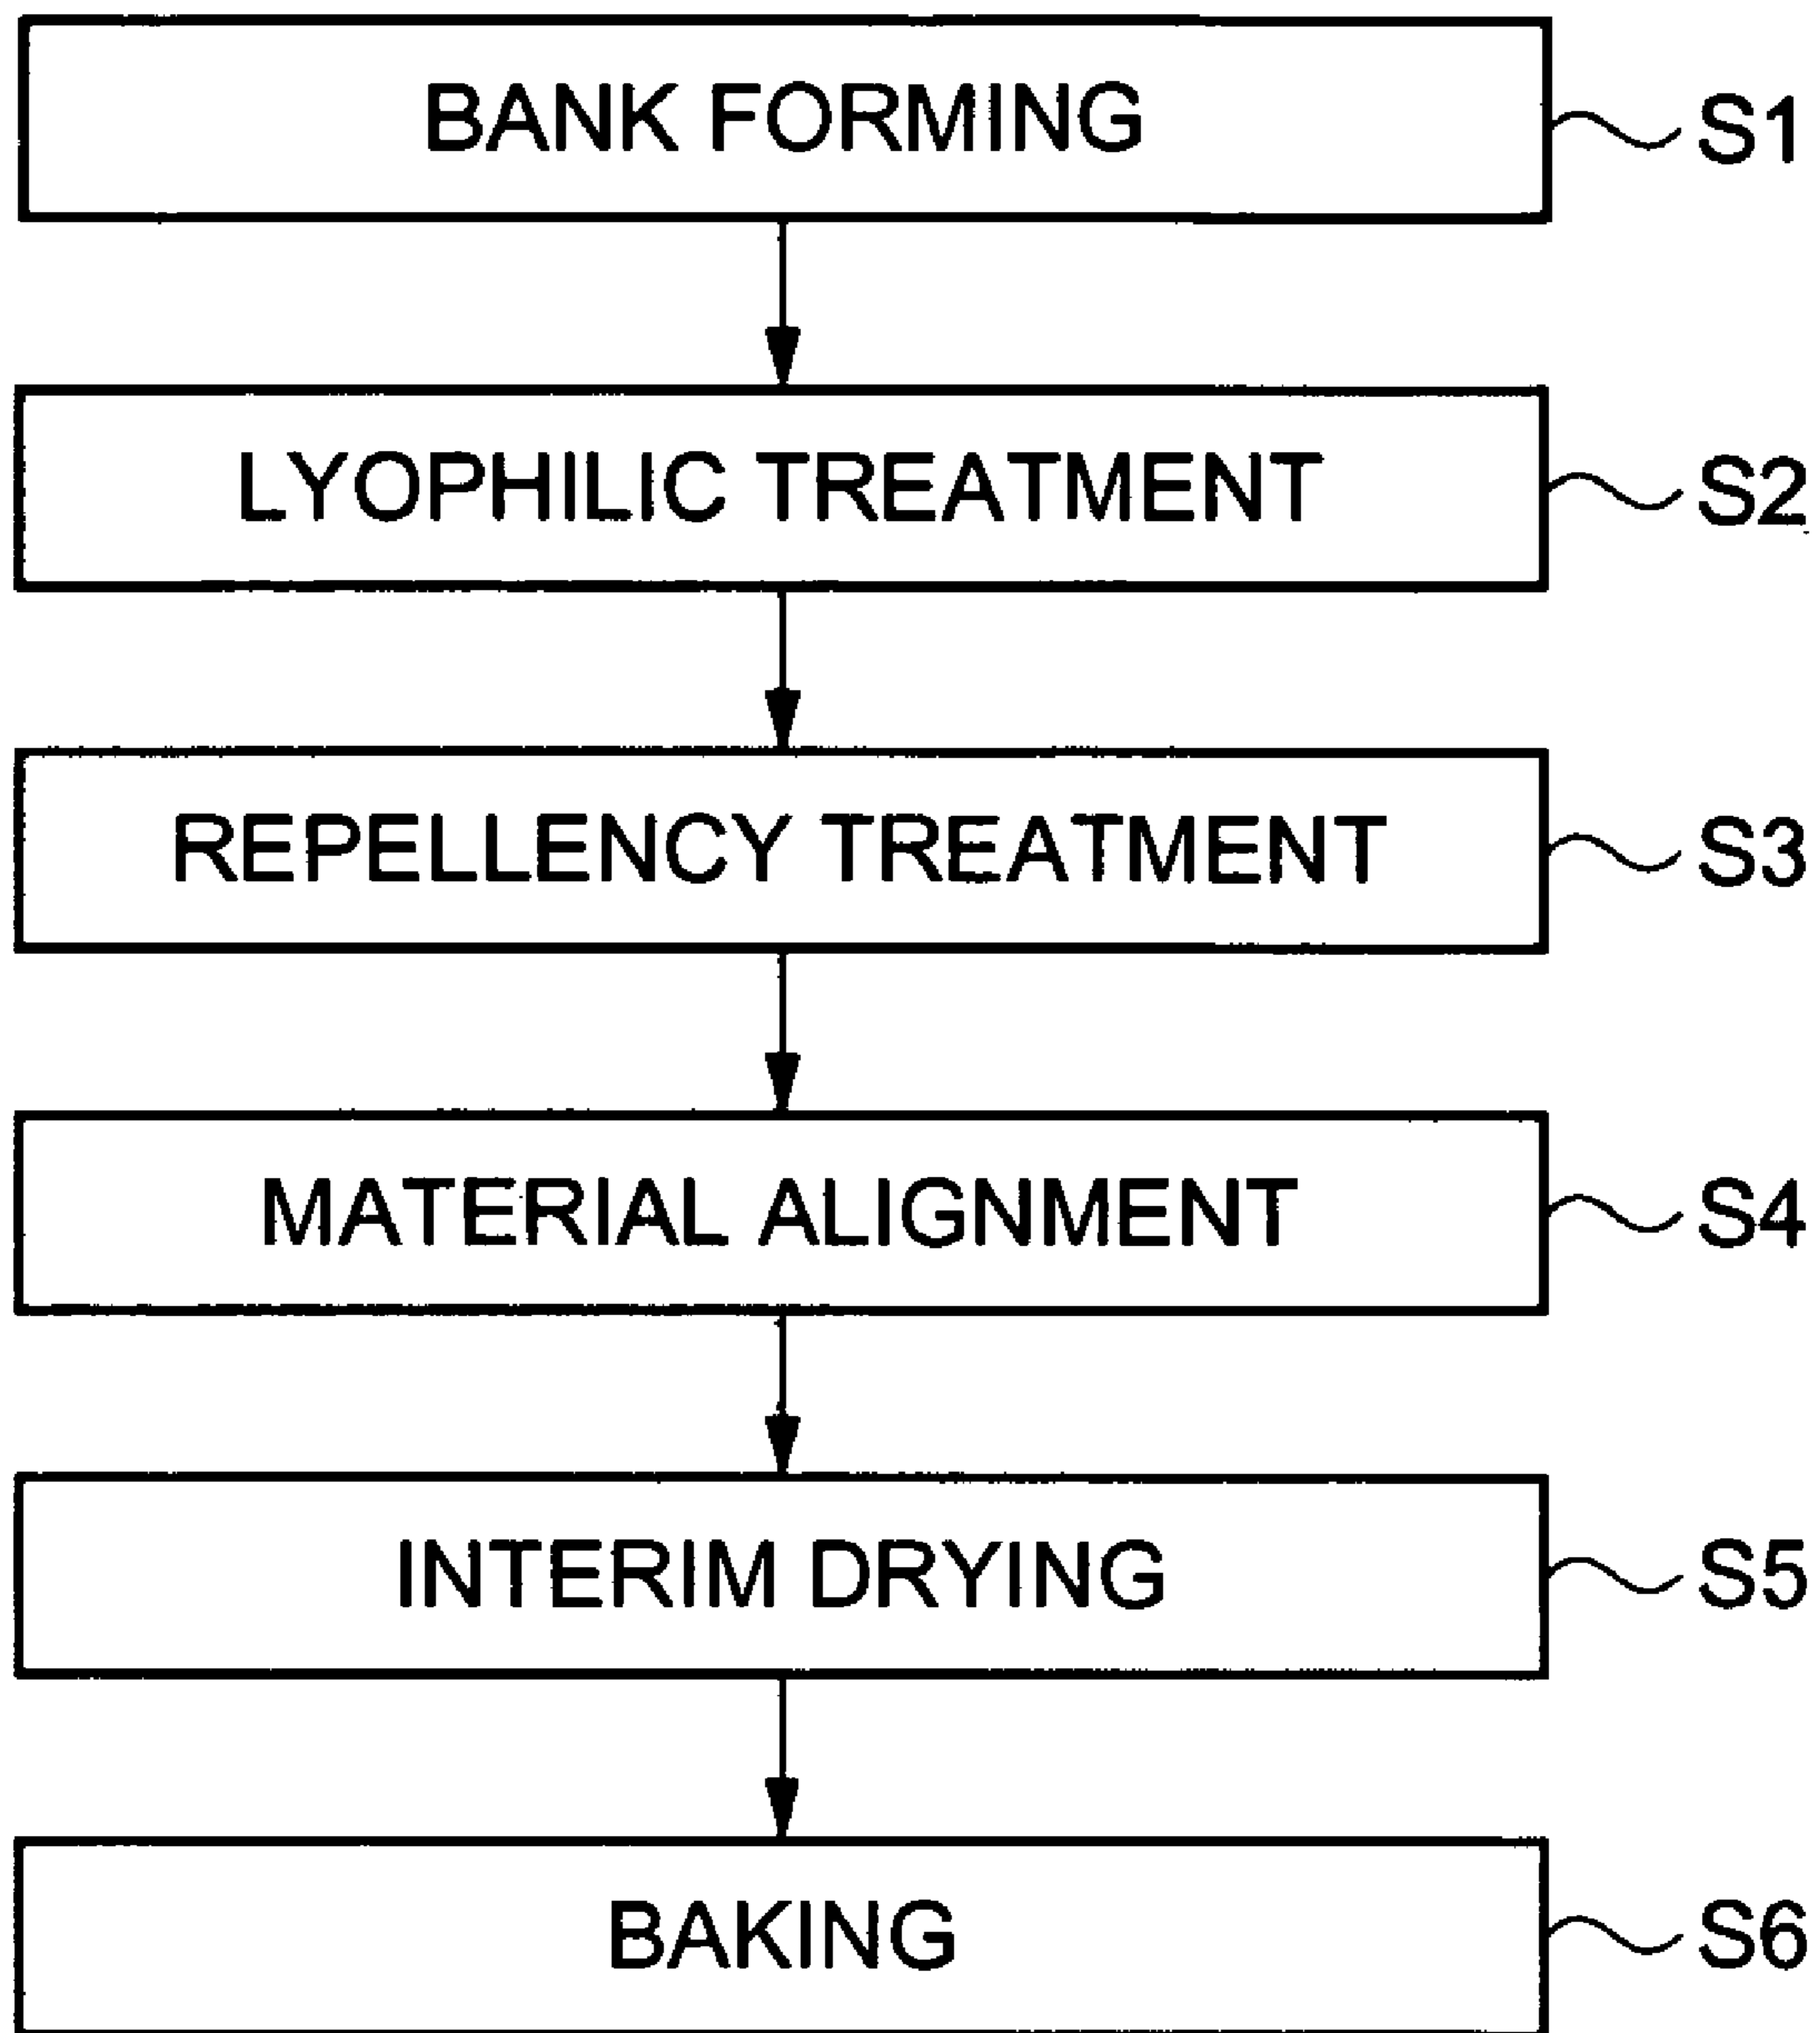 BANK FORMING S1
LYOPHILIC TREATMENT S2
REPELLENCY TREATMENT S3
MATERIAL ALIGNMENT S4
INTERIM DRYING S5
BAKING S6